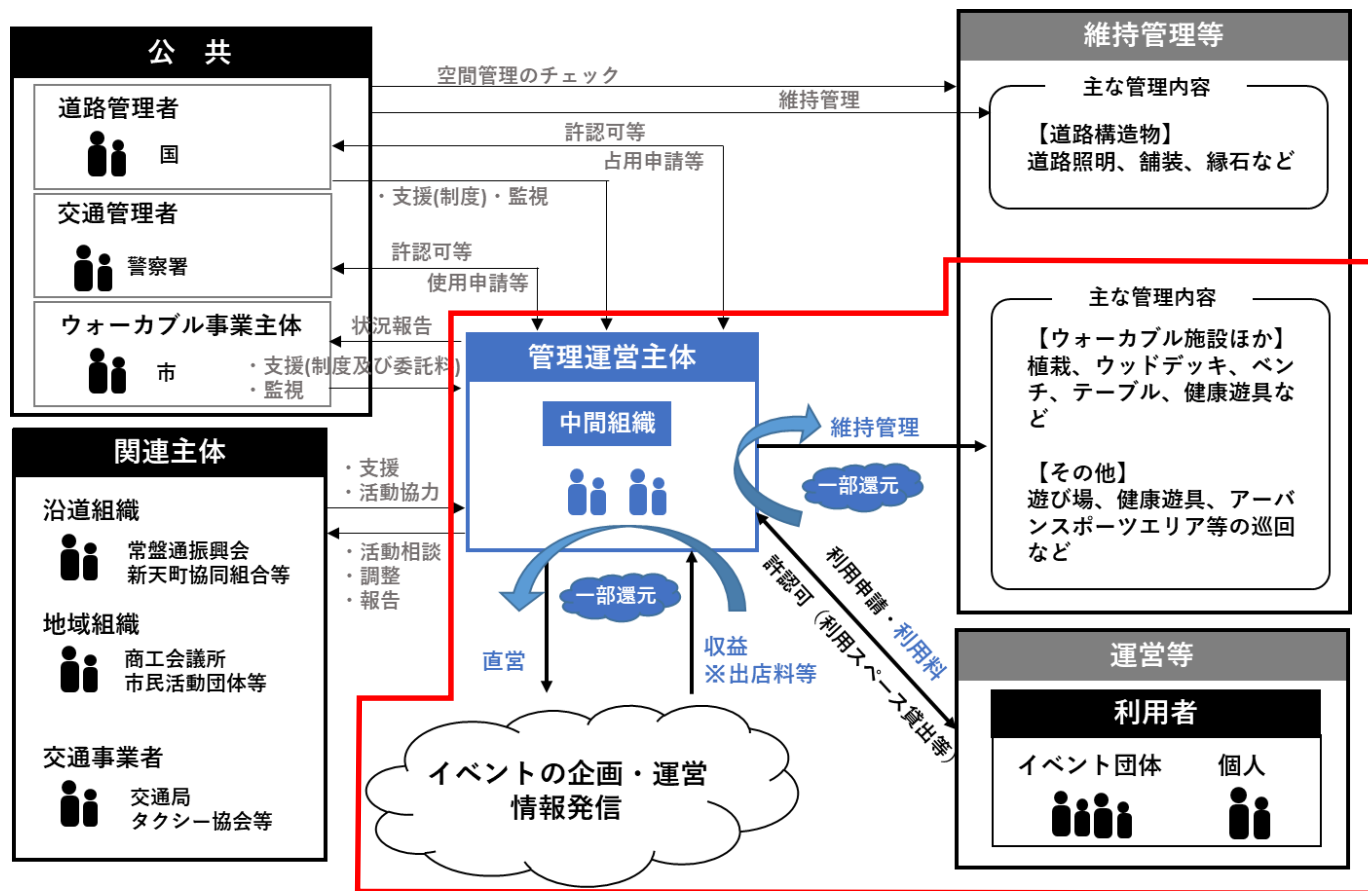 公　共
道路管理者
国
交通管理者
警察署
ウォーカブル事業主体
市
空間管理のチェック
維持管理
許認可等
占用申請等
・支援(制度)・監視
許認可等
使用申請等
状況報告
・支援(制度及び委託料)
・監視
関連主体
沿道組織
常盤通振興会
新天町協同組合等
地域組織
商工会議所
市民活動団体等
交通事業者
交通局
タクシー協会等
・支援
・活動協力
・活動相談
・調整
・報告
管理運営主体
中間組織
維持管理
一部還元
一部還元
直営
収益
※出店料等
イベントの企画・運営
情報発信
利用申請・利用料
許認可（利用スペース貸出等）
維持管理等
主な管理内容
【道路構造物】
道路照明、舗装、縁石など
主な管理内容
【ウォーカブル施設ほか】
植栽、ウッドデッキ、ベン
チ、テーブル、健康遊具な
ど
【その他】
遊び場、健康遊具、アーバ
ンスポーツエリア等の巡回
など
運営等
利用者
イベント団体
個人